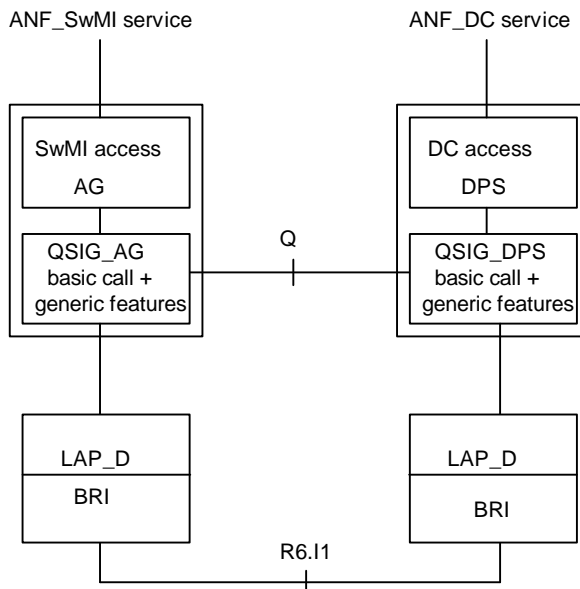 ANF_SwMI service
ANF_DC service
SwMI access
AG
DC access
DPS
Q
QSIG_AG
basic call +
generic features
QSIG_DPS
basic call +
generic features
LAP_D
BRI
LAP_D
BRI
R6.I1